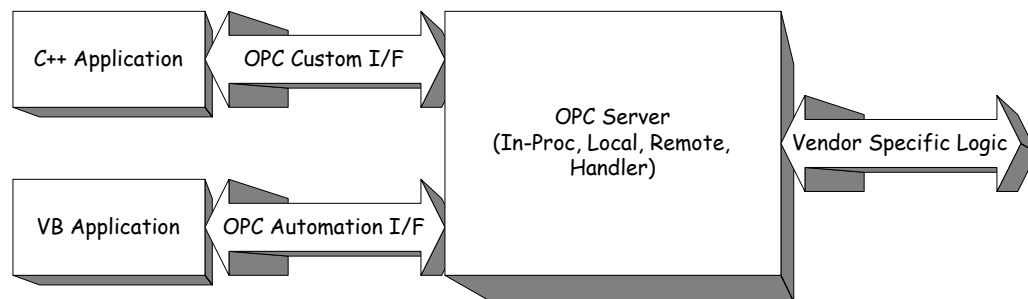 C++ Application
OPC Custom I/F
OPC Server
(In-Proc, Local, Remote,
Handler)
Vendor Specific Logic
VB Application
OPC Automation I/F